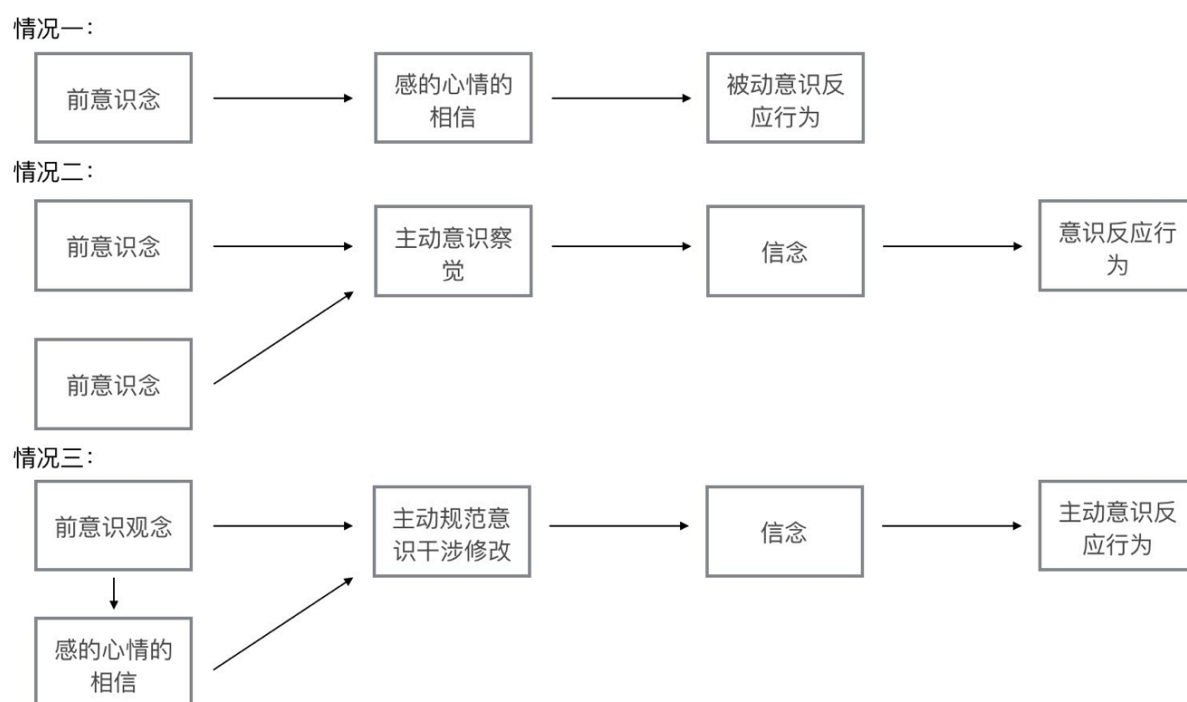 情况一：
前意识念
感的心情的
相信
被动意识反
应行为
情况二：
前意识念
主动意识察
觉
信念
意识反应行
为
前意识念
情况三：
前意识观念
主动规范意
识干涉修改
信念
主动意识反
应行为
感的心情的
相信